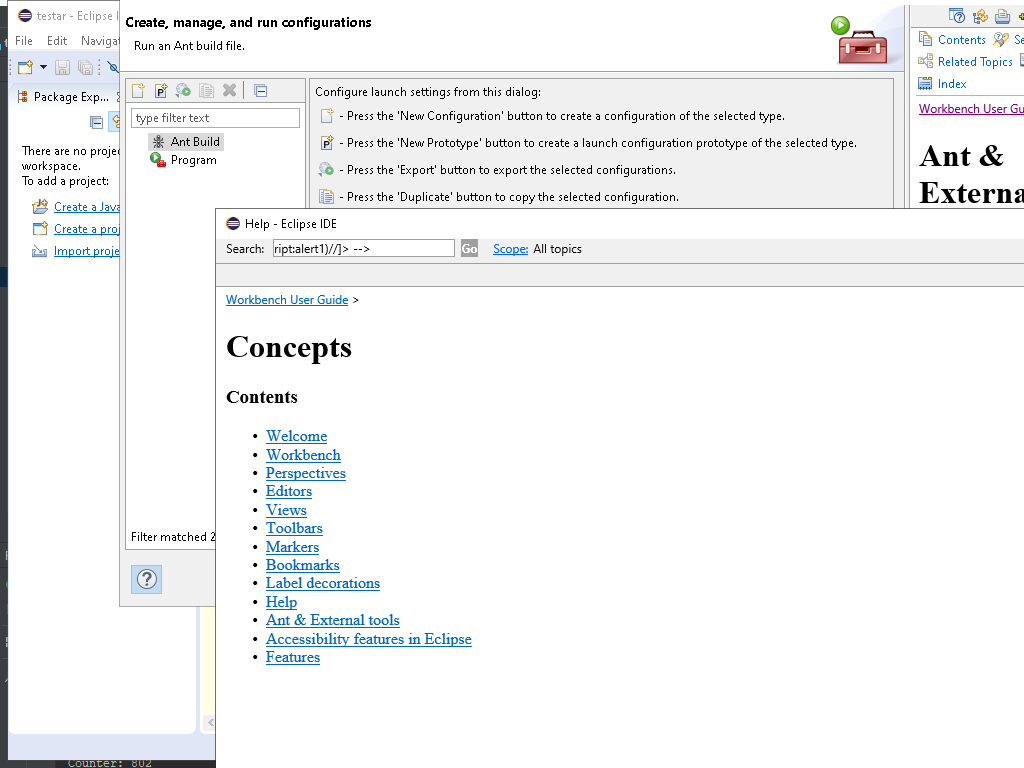 testar - Eclipse I
File Edit Navigat
Package Exp...
There are no proje
workspace.
To add a project:
Create a Java
Create a proj
Import proje
Create, manage, and run configurations
Run an Ant build file.
type filter text
Ant Build
Program
Filter matched 2
Configure launch settings from this dialog:
- Press the 'New Configuration' button to create a configuration of the selected type.
- Press the 'New Prototype' button to create a launch configuration prototype of the selected type.
- Press the 'Export' button to export the selected configurations.
- Press the 'Duplicate' button to copy the selected configuration.
Contents Se
Related Topics
Index
Workbench User Gu
Ant &
Externa
Help - Eclipse IDE
Search: ript:alert1)//]> --> Go Scope: All topics
Workbench User Guide >
Concepts
Contents
• Welcome
• Workbench
• Perspectives
• Editors
• Views
• Toolbars
• Markers
• Bookmarks
• Label decorations
• Help
• Ant & External tools
• Accessibility features in Eclipse
• Features
Counter: 802